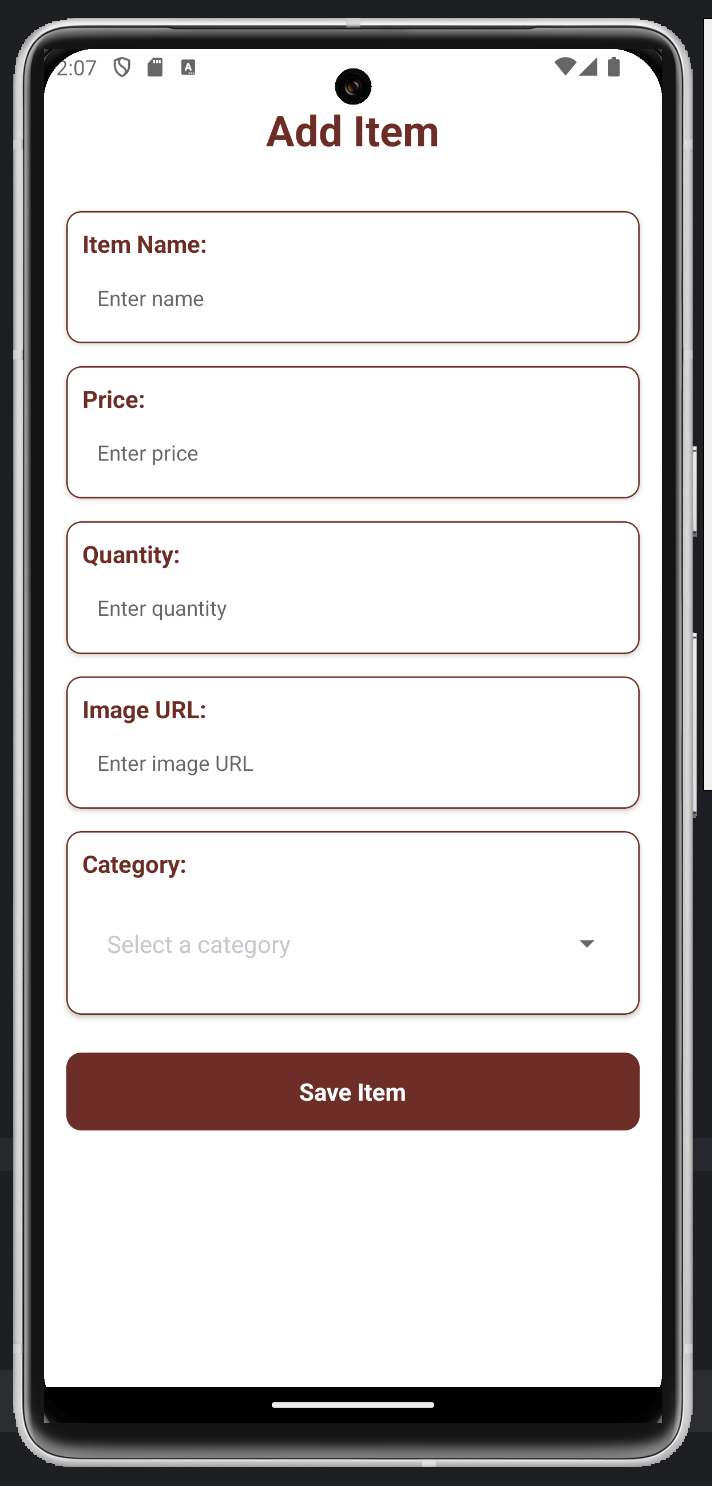 2:07
Add Item
Item Name:
Enter name
Price:
Enter price
Quantity:
Enter quantity
Image URL:
Enter image URL
Category:
Select a category
Save Item